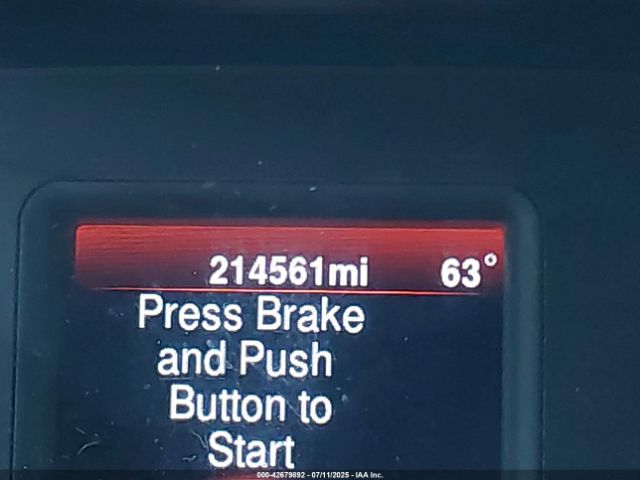 214561mi 63°
Press Brake
and Push
Button to
Start
000-42679892 - 07/11/2025 - IAA Inc.